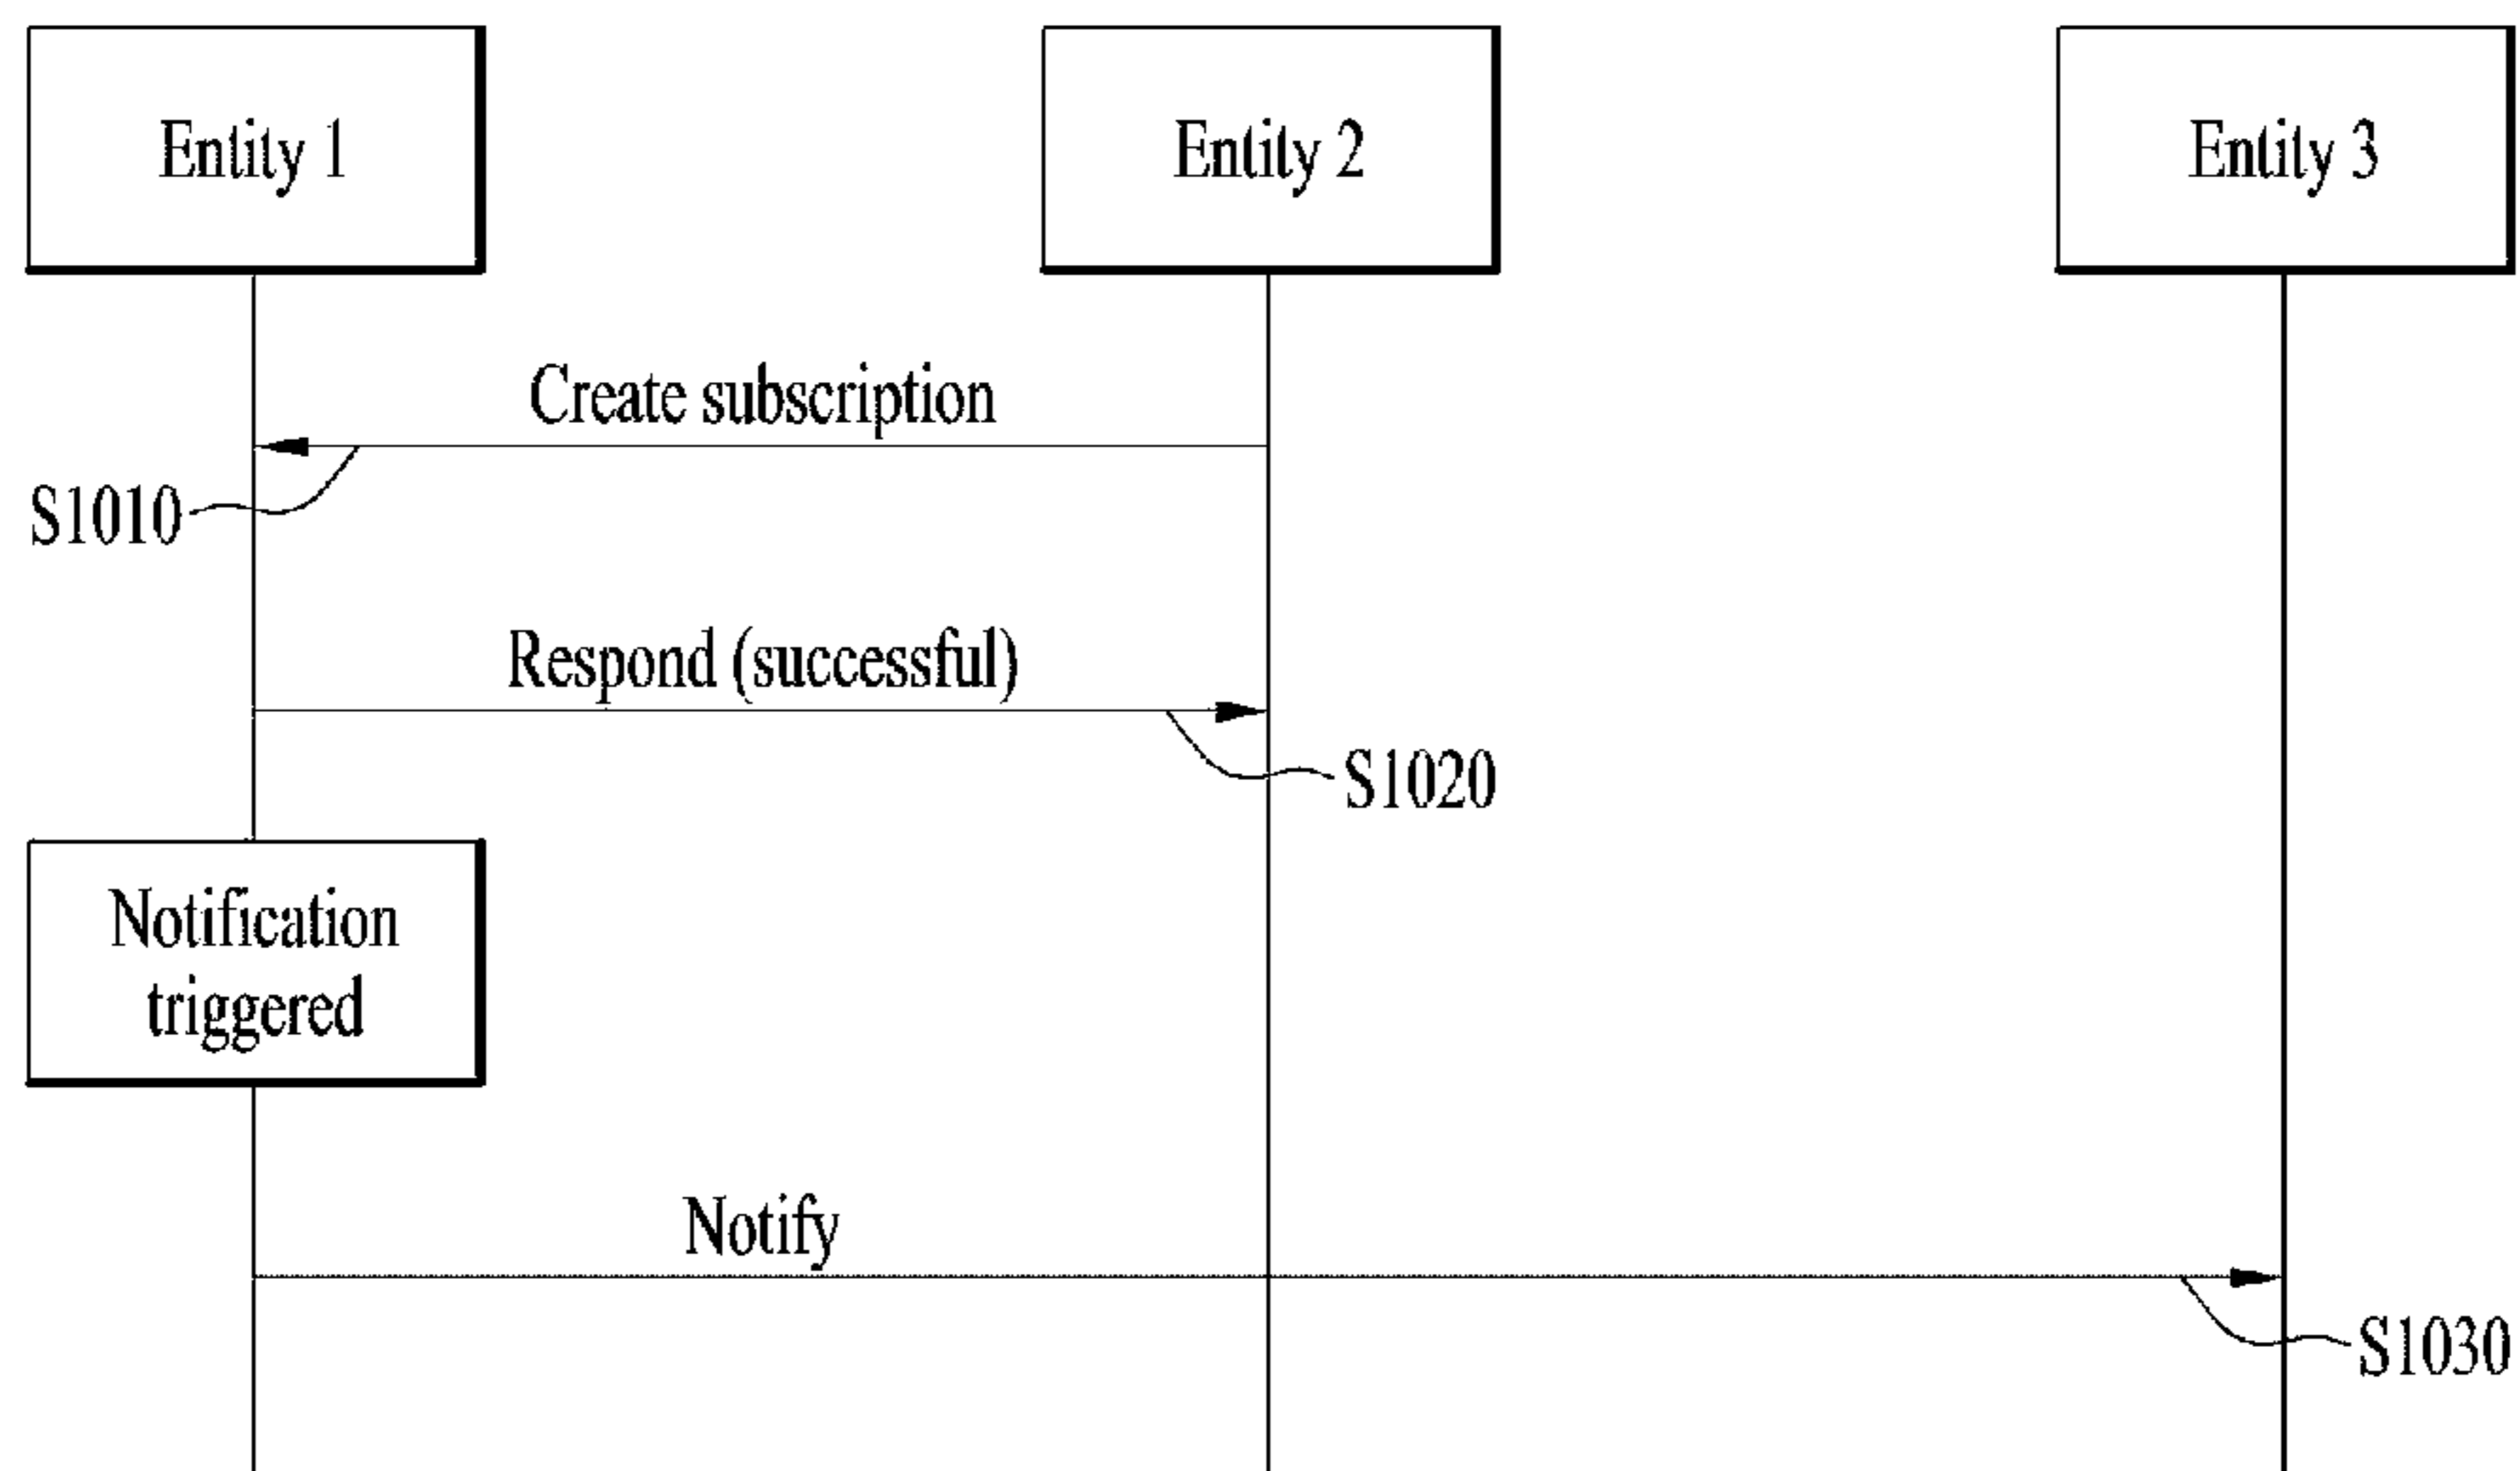 Entity 1
Entity 2
Entity 3
Create subscription
S1010
Respond (successful)
S1020
Notification
triggered
Notify
S1030